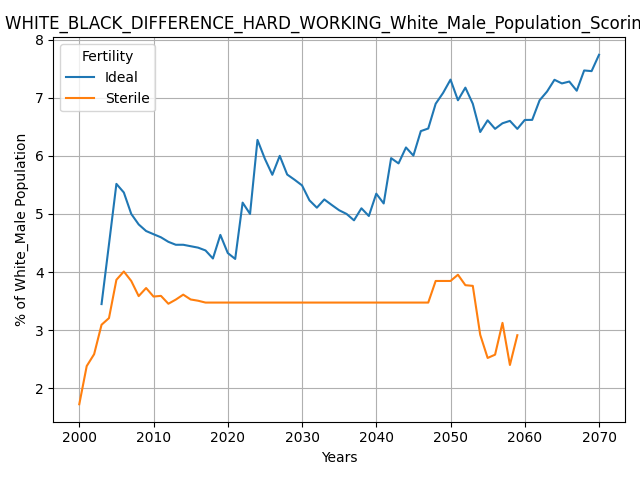 WHITE_BLACK_DIFFERENCE_HARD_WORKING_White_Male_Population_Scorin
Fertility
Ideal
Sterile
% of White_Male Population
8
7
6
5
4
3
2
2000 2010 2020 2030 2040 2050 2060 2070
Years